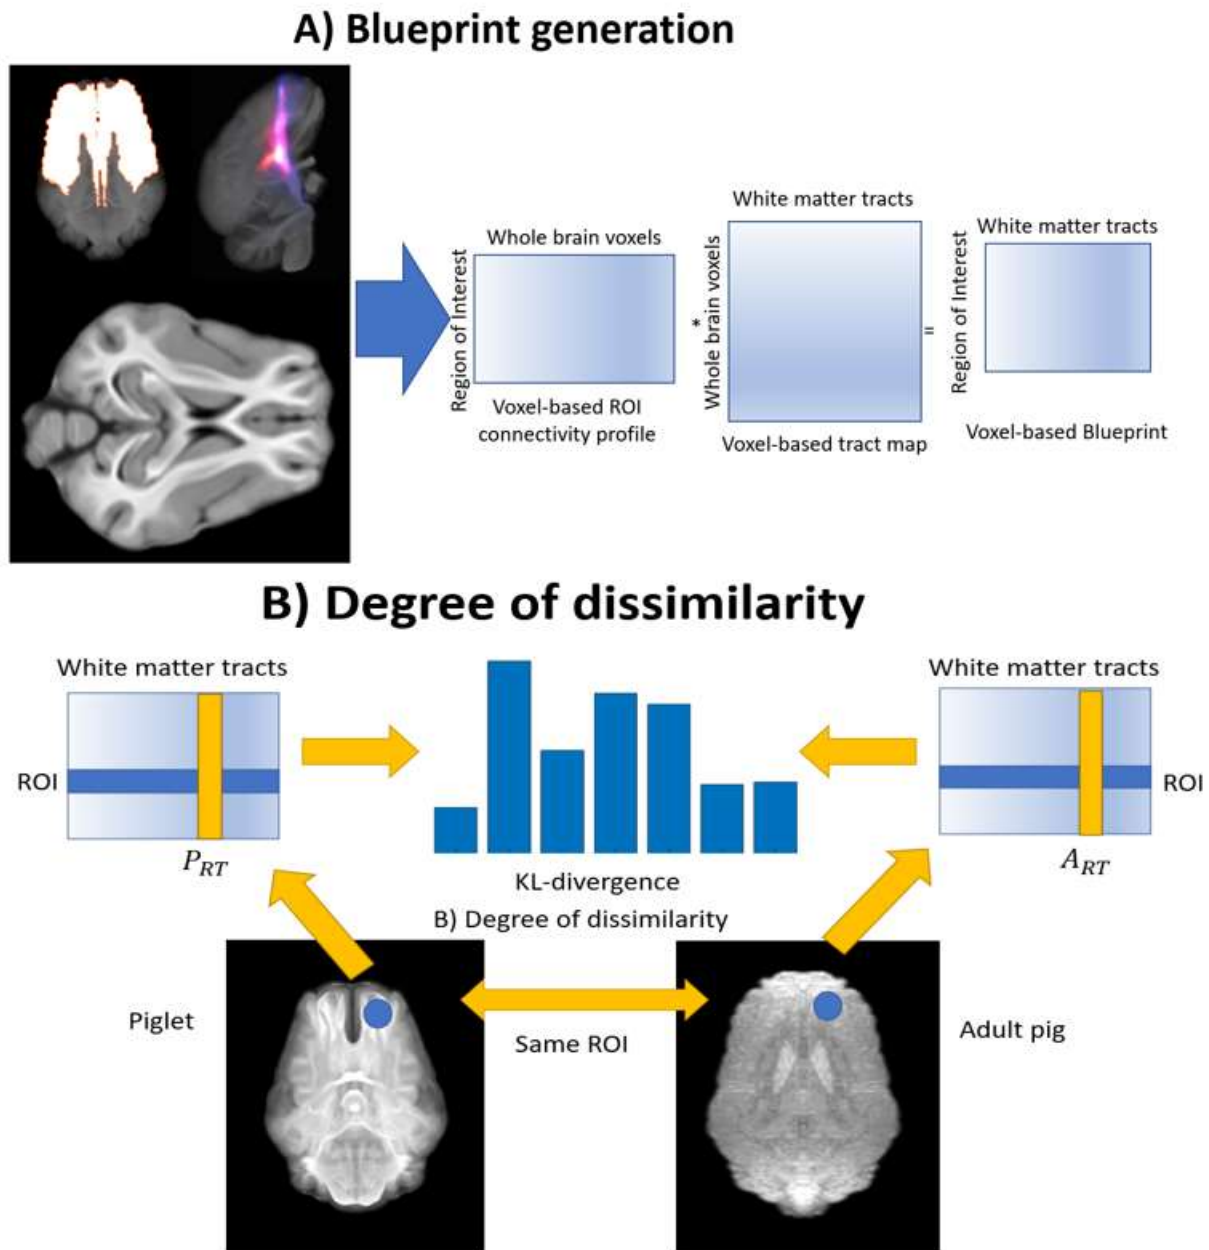 A) Blueprint generation
Whole brain voxels
Region of Interest
Voxel-based ROI
connectivity profile
*
White matter tracts
Whole brain voxels
Voxel-based tract map
=
White matter tracts
Region of Interest
Voxel-based Blueprint
B) Degree of dissimilarity
White matter tracts
ROI
P_RT
White matter tracts
ROI
A_RT
KL-divergence
B) Degree of dissimilarity
Piglet
Same ROI
Adult pig